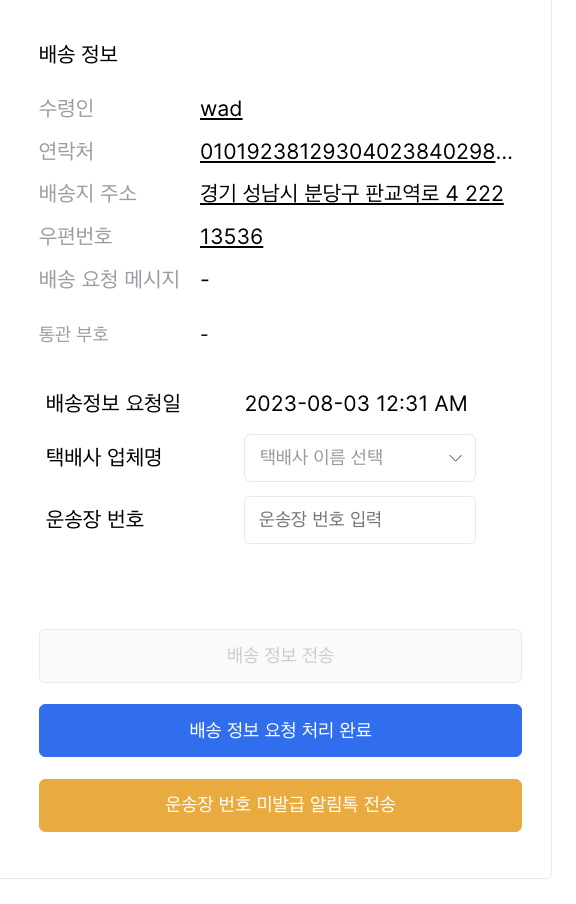 배송 정보
수령인 wad
연락처 01019238129304023840298...
배송지 주소 경기 성남시 분당구 판교역로 4 222
우편번호 13536
배송 요청 메시지 -
통관 부호 -
배송정보 요청일 2023-08-03 12:31 AM
택배사 업체명 택배사 이름 선택
운송장 번호 운송장 번호 입력
배송 정보 전송
배송 정보 요청 처리 완료
운송장 번호 미발급 알림톡 전송